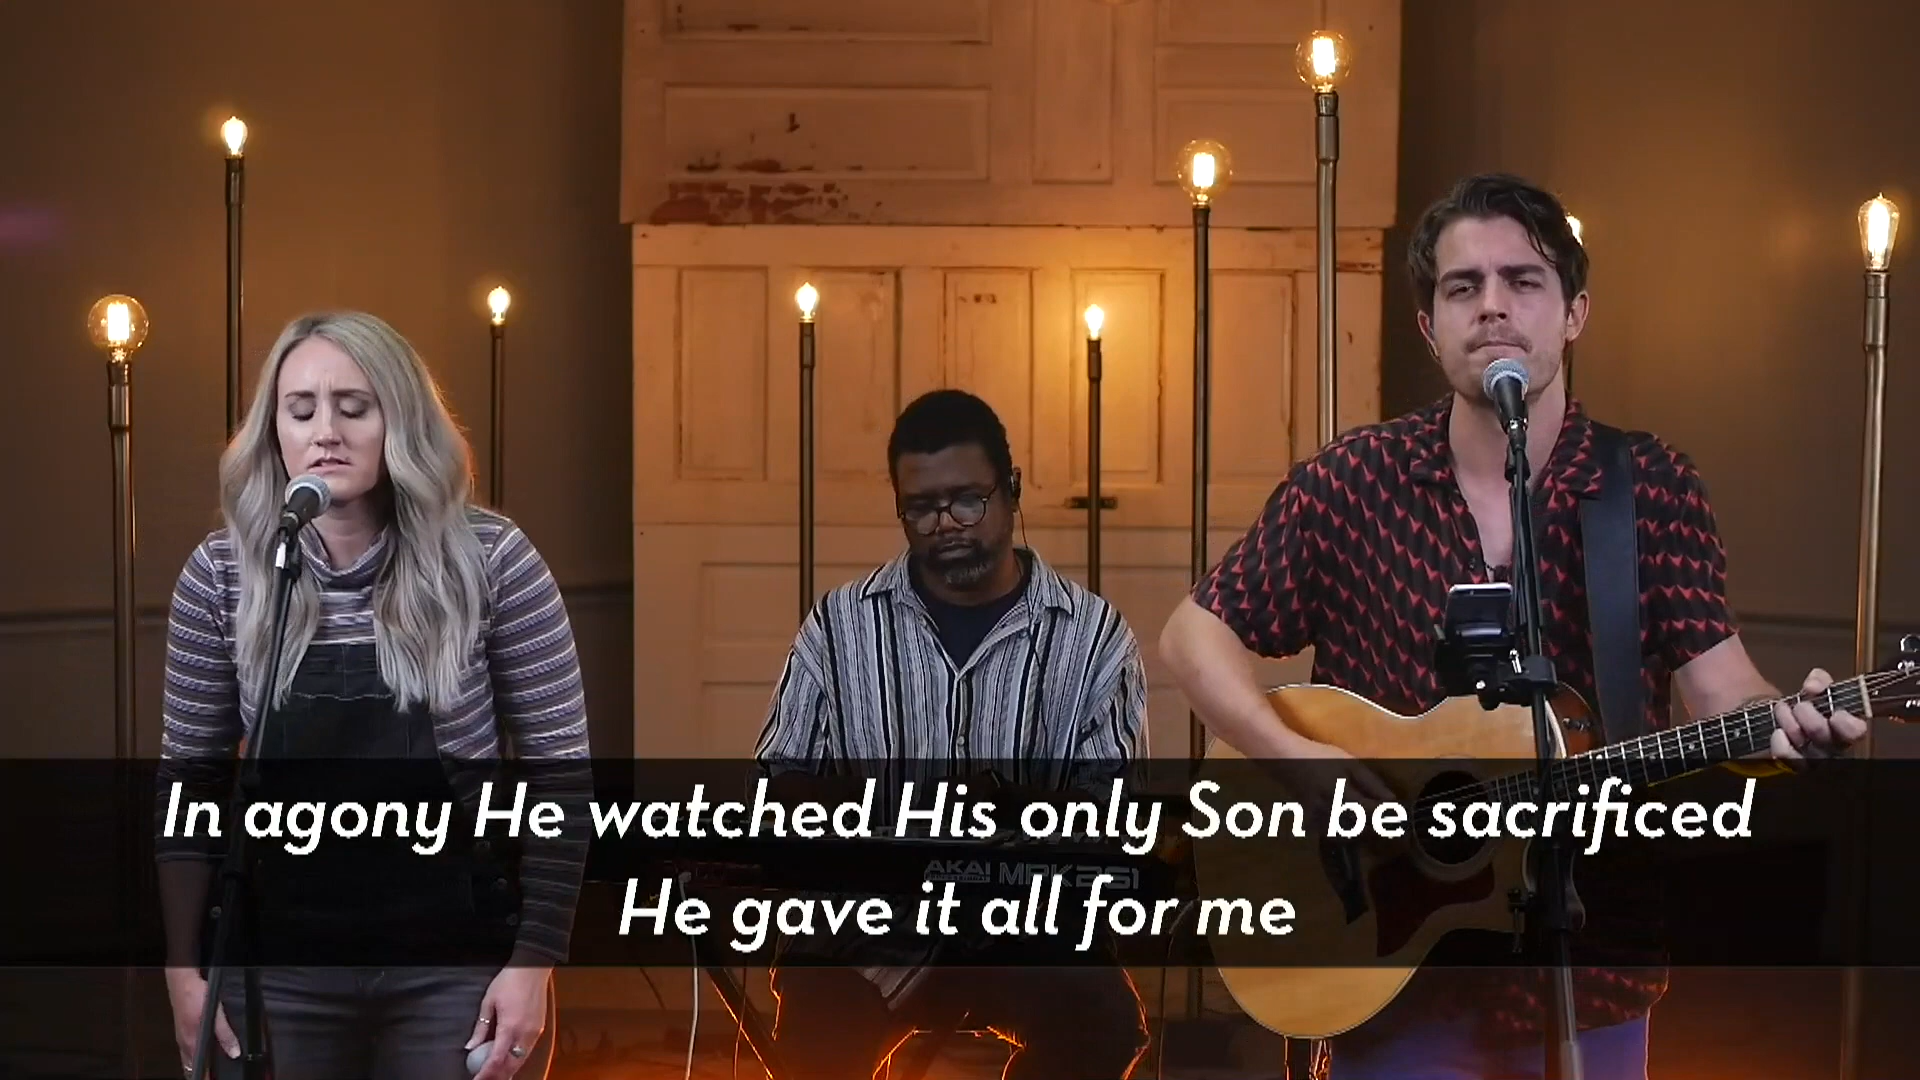 In agony He watched His only Son be sacrificed
He gave it all for me
AKAI MPK261